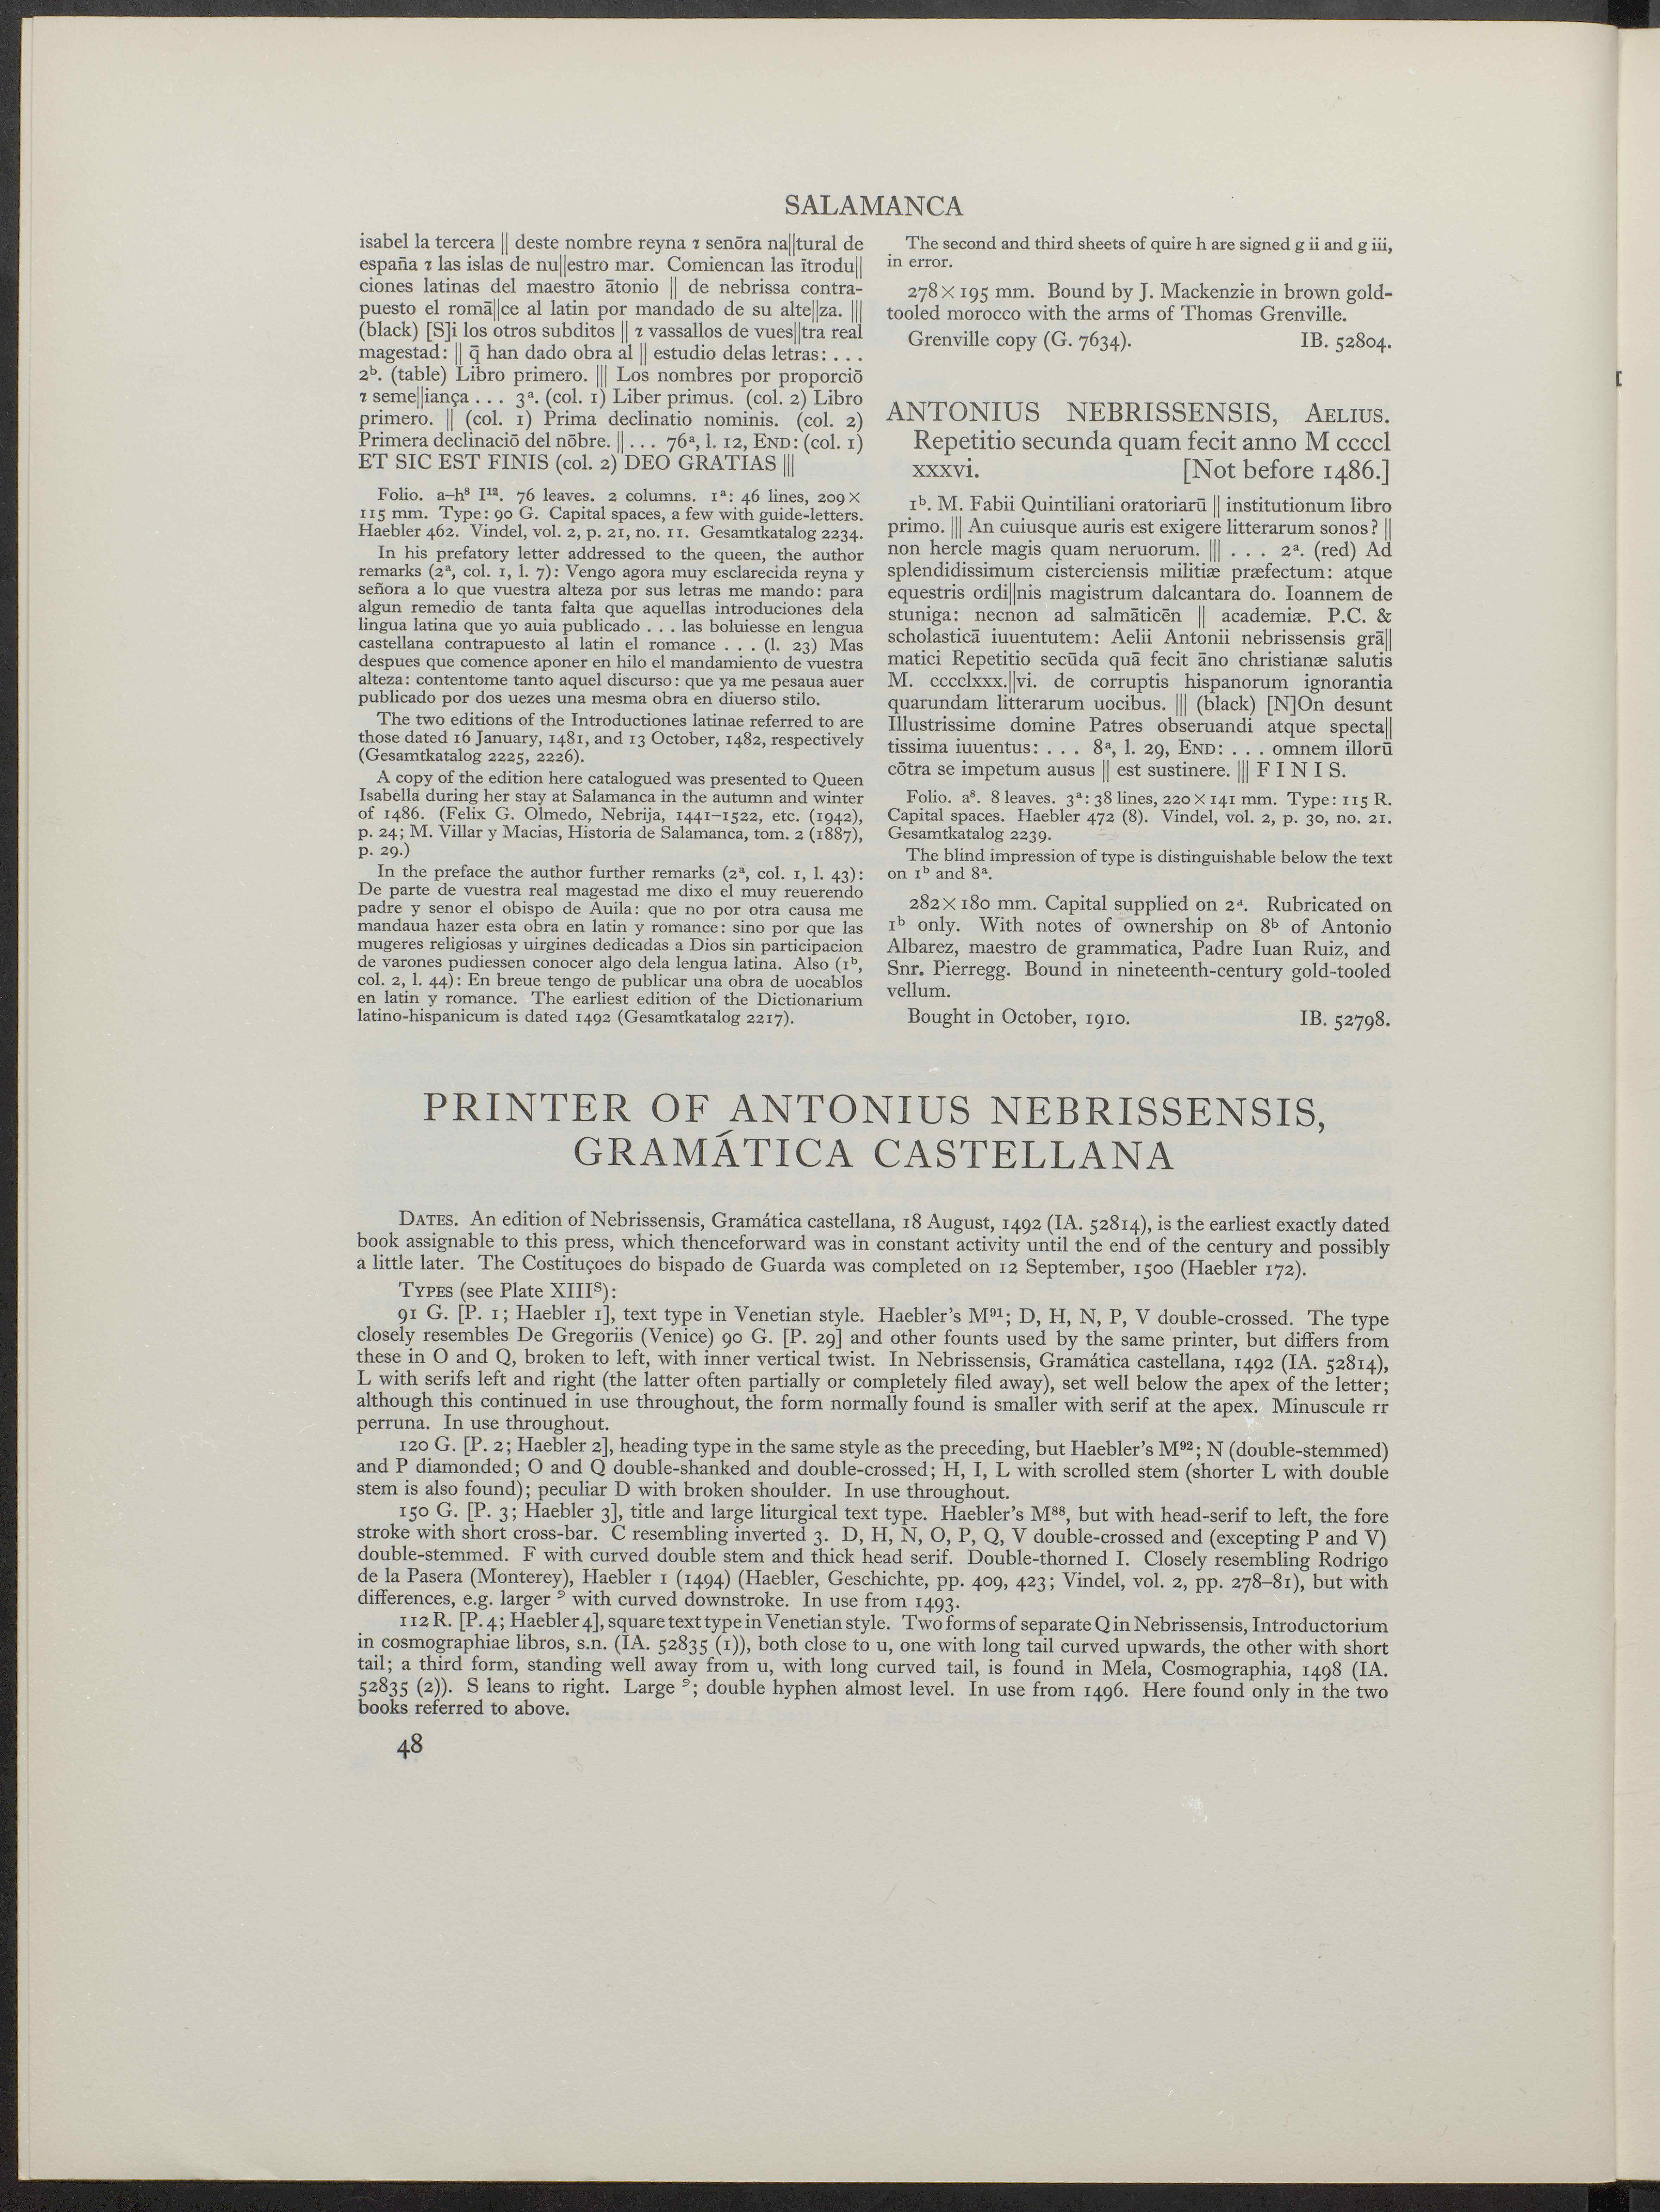 SALAMANCA
isabel la tercera || deste nombre reyna ⁊ senōra na||tural de
españa ⁊ las islas de nu||estro mar. Comiencan las ītrodu||
ciones latinas del maestro ātonio || de nebrissa contra-
puesto el romā||ce al latin por mandado de su alte||za. |||
(black) [S]i los otros subditos || ⁊ vassallos de vues||tra real
magestad: || q̄ han dado obra al || estudio delas letras: . . .
2ᵇ. (table) Libro primero. ||| Los nombres por proporciō
⁊ seme||iança . . . 3ᵃ. (col. 1) Liber primus. (col. 2) Libro
primero. || (col. 1) Prima declinatio nominis. (col. 2)
Primera declinaciō del nōbre. || . . . 76ᵃ, l. 12, END: (col. 1)
ET SIC EST FINIS (col. 2) DEO GRATIAS |||
Folio. a–h⁸ I¹². 76 leaves. 2 columns. 1ᵃ: 46 lines, 209×
115 mm. Type: 90 G. Capital spaces, a few with guide-letters.
Haebler 462. Vindel, vol. 2, p. 21, no. 11. Gesamtkatalog 2234.
In his prefatory letter addressed to the queen, the author
remarks (2ᵃ, col. 1, l. 7): Vengo agora muy esclarecida reyna y
señora a lo que vuestra alteza por sus letras me mando: para
algun remedio de tanta falta que aquellas introduciones dela
lingua latina que yo auia publicado . . . las boluiesse en lengua
castellana contrapuesto al latin el romance . . . (l. 23) Mas
despues que comence aponer en hilo el mandamiento de vuestra
alteza: contentome tanto aquel discurso: que ya me pesaua auer
publicado por dos uezes una mesma obra en diuerso stilo.
The two editions of the Introductiones latinae referred to are
those dated 16 January, 1481, and 13 October, 1482, respectively
(Gesamtkatalog 2225, 2226).
A copy of the edition here catalogued was presented to Queen
Isabella during her stay at Salamanca in the autumn and winter
of 1486. (Felix G. Olmedo, Nebrija, 1441–1522, etc. (1942),
p. 24; M. Villar y Macias, Historia de Salamanca, tom. 2 (1887),
p. 29.)
In the preface the author further remarks (2ᵃ, col. 1, l. 43):
De parte de vuestra real magestad me dixo el muy reuerendo
padre y senor el obispo de Auila: que no por otra causa me
mandaua hazer esta obra en latin y romance: sino por que las
mugeres religiosas y uirgines dedicadas a Dios sin participacion
de varones pudiessen conocer algo dela lengua latina. Also (1ᵇ,
col. 2, l. 44): En breue tengo de publicar una obra de uocablos
en latin y romance. The earliest edition of the Dictionarium
latino-hispanicum is dated 1492 (Gesamtkatalog 2217).
The second and third sheets of quire h are signed g ii and g iii,
in error.
278×195 mm. Bound by J. Mackenzie in brown gold-
tooled morocco with the arms of Thomas Grenville.
Grenville copy (G. 7634). IB. 52804.
ANTONIUS NEBRISSENSIS, AELIUS.
Repetitio secunda quam fecit anno M ccccl
xxxvi. [Not before 1486.]
1ᵇ. M. Fabii Quintiliani oratoriarū || institutionum libro
primo. ||| An cuiusque auris est exigere litterarum sonos? ||
non hercle magis quam neruorum. ||| . . . 2ᵃ. (red) Ad
splendidissimum cisterciensis militiæ præfectum: atque
equestris ordi||nis magistrum dalcantara do. Ioannem de
stuniga: necnon ad salmāticēn || academiæ. P.C. &
scholasticā iuuentutem: Aelii Antonii nebrissensis grā||
matici Repetitio secūda quā fecit āno christianæ salutis
M. cccclxxx.||vi. de corruptis hispanorum ignorantia
quarundam litterarum uocibus. ||| (black) [N]On desunt
Illustrissime domine Patres obseruandi atque specta||
tissima iuuentus: . . . 8ᵃ, l. 29, END: . . . omnem illorū
cōtra se impetum ausus || est sustinere. ||| F I N I S.
Folio. a⁸. 8 leaves. 3ᵃ: 38 lines, 220×141 mm. Type: 115 R.
Capital spaces. Haebler 472 (8). Vindel, vol. 2, p. 30, no. 21.
Gesamtkatalog 2239.
The blind impression of type is distinguishable below the text
on 1ᵇ and 8ᵃ.
282×180 mm. Capital supplied on 2ᵃ. Rubricated on
1ᵇ only. With notes of ownership on 8ᵇ of Antonio
Albarez, maestro de grammatica, Padre Iuan Ruiz, and
Snr. Pierregg. Bound in nineteenth-century gold-tooled
vellum.
Bought in October, 1910. IB. 52798.
PRINTER OF ANTONIUS NEBRISSENSIS,
GRAMÁTICA CASTELLANA
DATES. An edition of Nebrissensis, Gramática castellana, 18 August, 1492 (IA. 52814), is the earliest exactly dated
book assignable to this press, which thenceforward was in constant activity until the end of the century and possibly
a little later. The Costituçoes do bispado de Guarda was completed on 12 September, 1500 (Haebler 172).
TYPES (see Plate XIIIˢ):
91 G. [P. 1; Haebler 1], text type in Venetian style. Haebler's M⁹¹; D, H, N, P, V double-crossed. The type
closely resembles De Gregoriis (Venice) 90 G. [P. 29] and other founts used by the same printer, but differs from
these in O and Q, broken to left, with inner vertical twist. In Nebrissensis, Gramática castellana, 1492 (IA. 52814),
L with serifs left and right (the latter often partially or completely filed away), set well below the apex of the letter;
although this continued in use throughout, the form normally found is smaller with serif at the apex. Minuscule rr
perruna. In use throughout.
120 G. [P. 2; Haebler 2], heading type in the same style as the preceding, but Haebler's M⁹²; N (double-stemmed)
and P diamonded; O and Q double-shanked and double-crossed; H, I, L with scrolled stem (shorter L with double
stem is also found); peculiar D with broken shoulder. In use throughout.
150 G. [P. 3; Haebler 3], title and large liturgical text type. Haebler's M⁸⁸, but with head-serif to left, the fore
stroke with short cross-bar. C resembling inverted 3. D, H, N, O, P, Q, V double-crossed and (excepting P and V)
double-stemmed. F with curved double stem and thick head serif. Double-thorned I. Closely resembling Rodrigo
de la Pasera (Monterey), Haebler 1 (1494) (Haebler, Geschichte, pp. 409, 423; Vindel, vol. 2, pp. 278–81), but with
differences, e.g. larger ⁹ with curved downstroke. In use from 1493.
112 R. [P. 4; Haebler 4], square text type in Venetian style. Two forms of separate Q in Nebrissensis, Introductorium
in cosmographiae libros, s.n. (IA. 52835 (1)), both close to u, one with long tail curved upwards, the other with short
tail; a third form, standing well away from u, with long curved tail, is found in Mela, Cosmographia, 1498 (IA.
52835 (2)). S leans to right. Large ⁹; double hyphen almost level. In use from 1496. Here found only in the two
books referred to above.
48